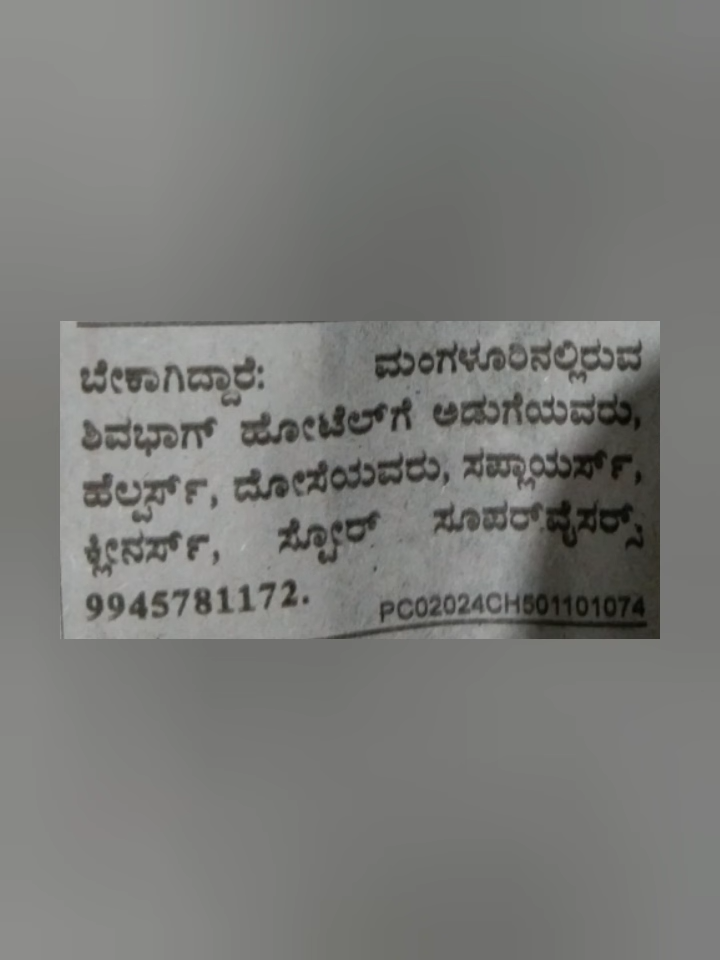 ಬೇಕಾಗಿದ್ದಾರೆ: ಮಂಗಳೂರಿನಲ್ಲಿರುವ
ಶಿವಭಾಗ್ ಹೋಟೆಲ್‌ಗೆ ಅಡುಗೆಯವರು,
ಹೆಲ್ಪರ್ಸ್, ದೋಸೆಯವರು, ಸಪ್ಲಾಯರ್ಸ್,
ಕ್ಲೀನರ್ಸ್, ಸ್ಟೋರ್ ಸೂಪರ್‌ವೈಸರ್ಸ್.
9945781172. PC02024CH501101074